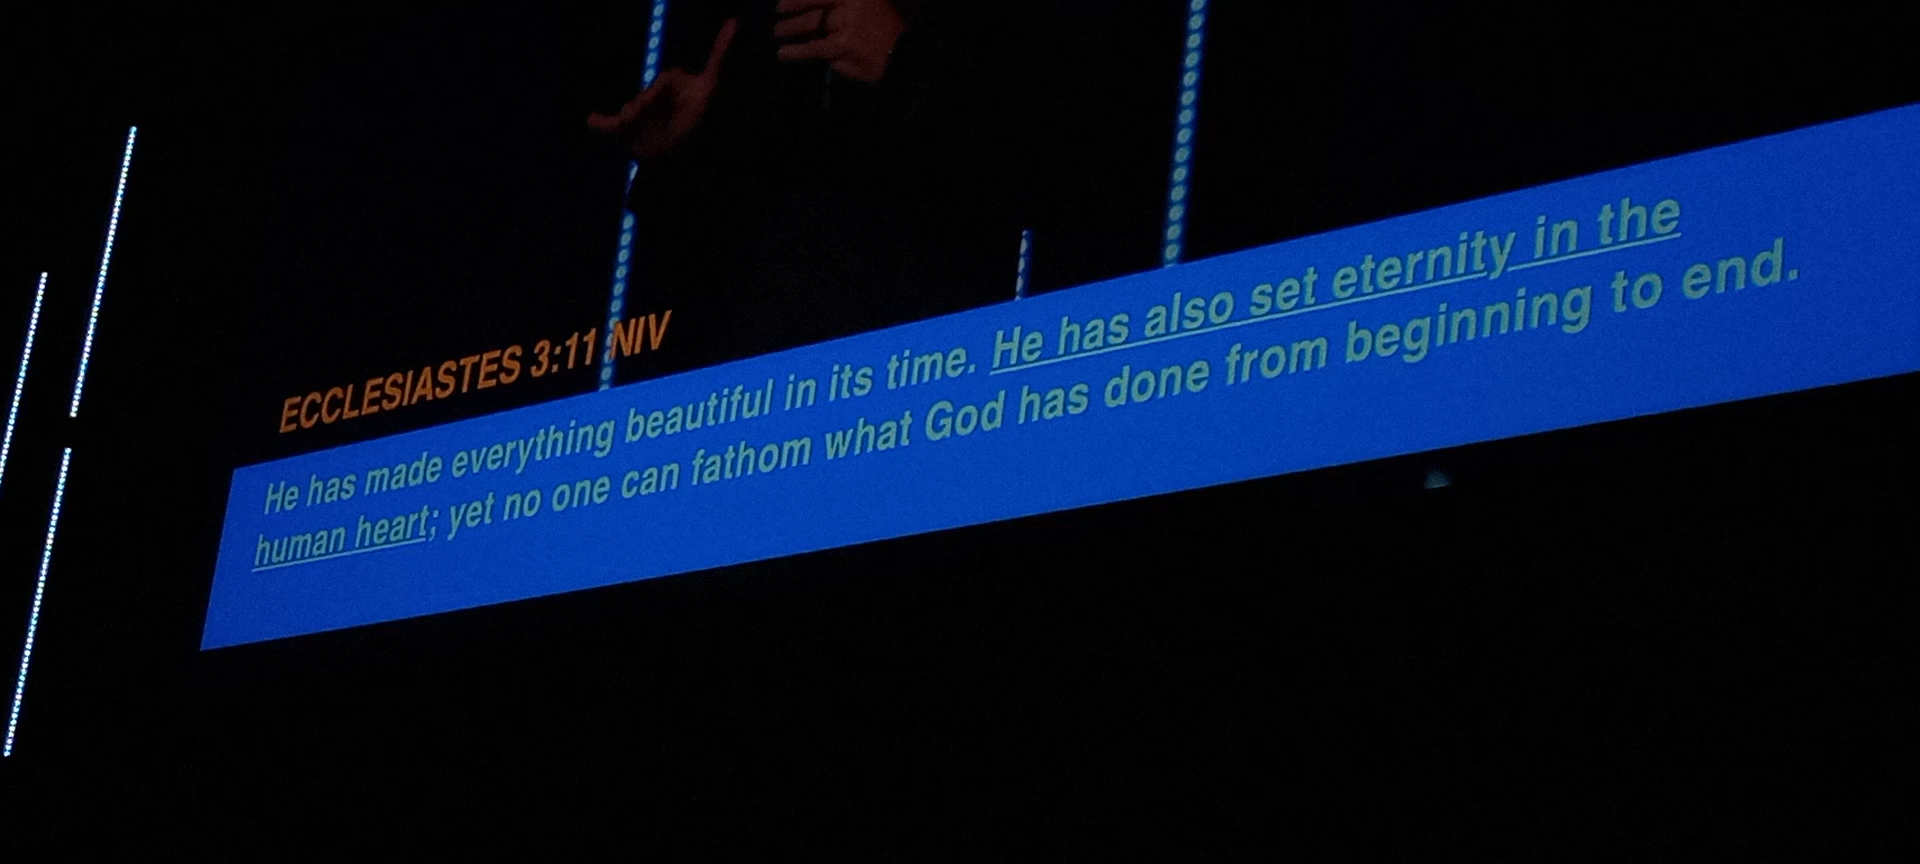 ECCLESIASTES 3:11 NIV
He has made everything beautiful in its time. He has also set eternity in the
human heart; yet no one can fathom what God has done from beginning to end.